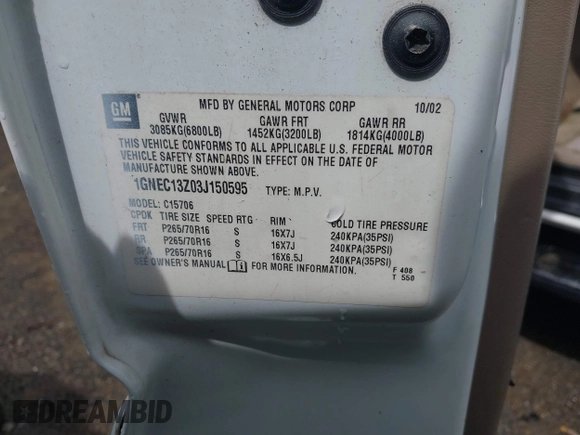 GM
MFD BY GENERAL MOTORS CORP 10/02
GVWR GAWR FRT GAWR RR
3085KG(6800LB) 1452KG(3200LB) 1814KG(4000LB)
THIS VEHICLE CONFORMS TO ALL APPLICABLE U.S. FEDERAL MOTOR
VEHICLE SAFETY STANDARDS IN EFFECT ON THE DATE OF
MANUFACTURE SHOWN ABOVE.
1GNEC13Z03J150595 TYPE: M.P.V.
MODEL: C15706
CPDK TIRE SIZE SPEED RTG RIM COLD TIRE PRESSURE
FRT P265/70R16 S 16X7J 240KPA(35PSI)
RR P265/70R16 S 16X7J 240KPA(35PSI)
SPA P265/70R16 S 16X6.5J 240KPA(35PSI)
SEE OWNER'S MANUAL FOR MORE INFORMATION.
F 408
T 550
DREAMBID